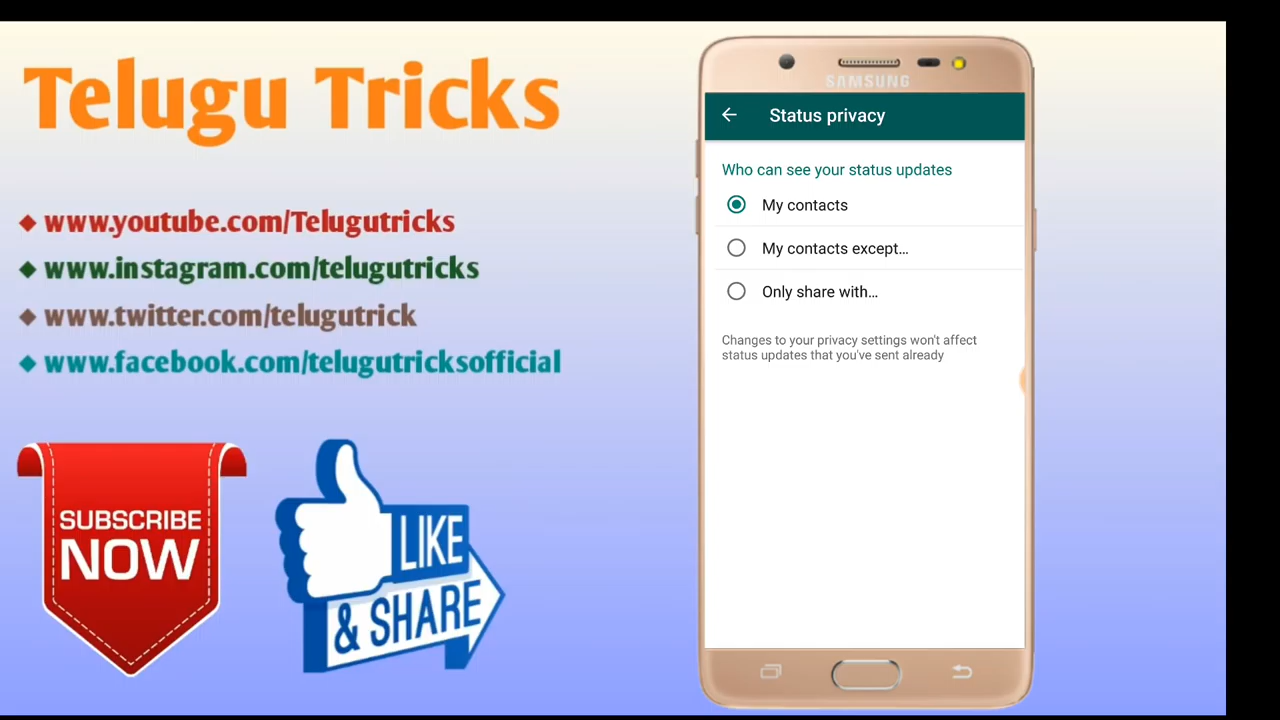 Telugu Tricks
www.youtube.com/Telugutricks
www.instagram.com/telugutricks
www.twitter.com/telugutrick
www.facebook.com/telugutricksofficial
SUBSCRIBE
NOW
LIKE
& SHARE
SAMSUNG
Status privacy
Who can see your status updates
My contacts
My contacts except...
Only share with...
Changes to your privacy settings won't affect
status updates that you've sent already